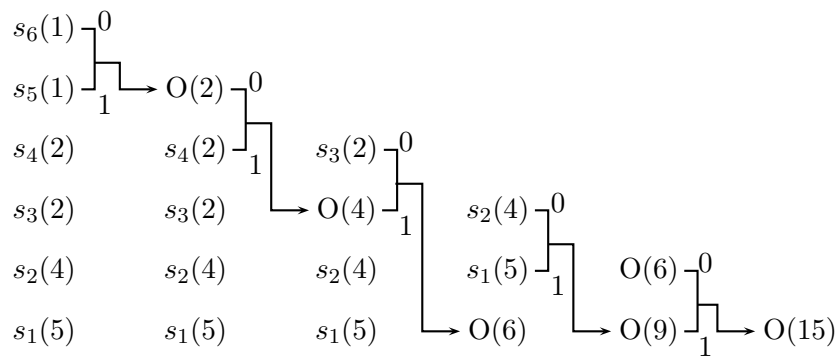 s₆(1) 0
s₅(1) 1 O(2) 0
s₄(2) s₄(2) 1 s₃(2) 0
s₃(2) s₃(2) O(4) 1 s₂(4) 0
s₂(4) s₂(4) s₂(4) s₁(5) 1 O(6) 0
s₁(5) s₁(5) s₁(5) O(6) O(9) 1 O(15)